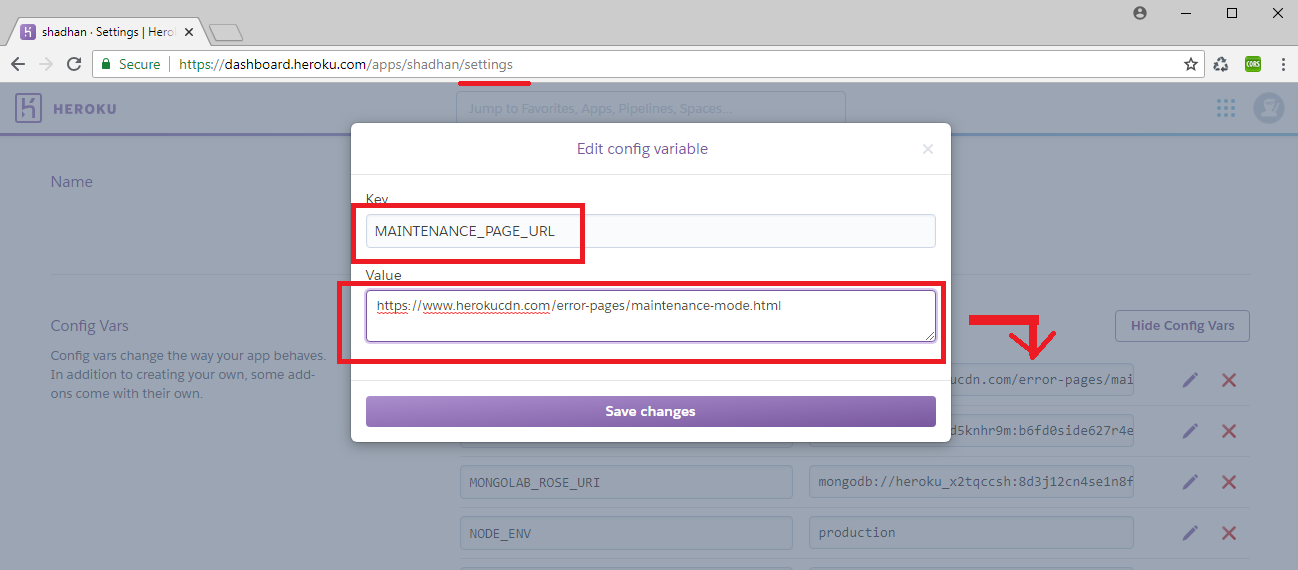 shadhan · Settings | Hero
Secure
https://dashboard.heroku.com/apps/shadhan/settings
CORS
HEROKU
Jump to Favorites, Apps, Pipelines, Spaces...
Edit config variable
Name
Key
MAINTENANCE_PAGE_URL
Value
https://www.herokucdn.com/error-pages/maintenance-mode.html
Config Vars
Hide Config Vars
Config vars change the way your app behaves.
In addition to creating your own, some add-
ons come with their own.
ucdn.com/error-pages/mai
Save changes
d5knhr9m:b6fd0side627r4e
MONGOLAB_ROSE_URI
mongodb://heroku_x2tqccsh:8d3j12cn4se1n8f
NODE_ENV
production